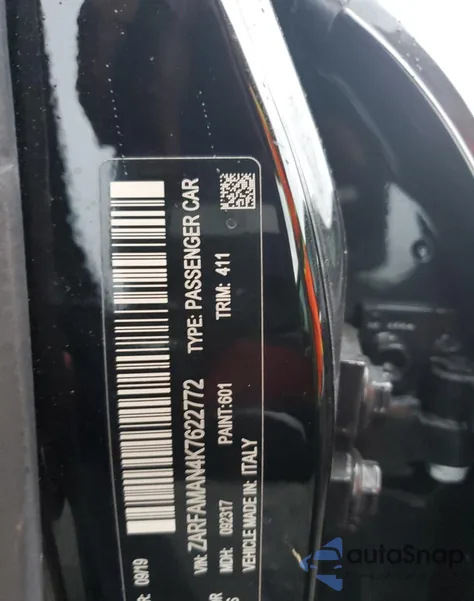 R: 09/19
VIN: ZARFAMAN4K7622772 TYPE: PASSENGER CAR
MDH: 092317 PAINT:601 TRIM: 411
VEHICLE MADE IN: ITALY
autoSnap